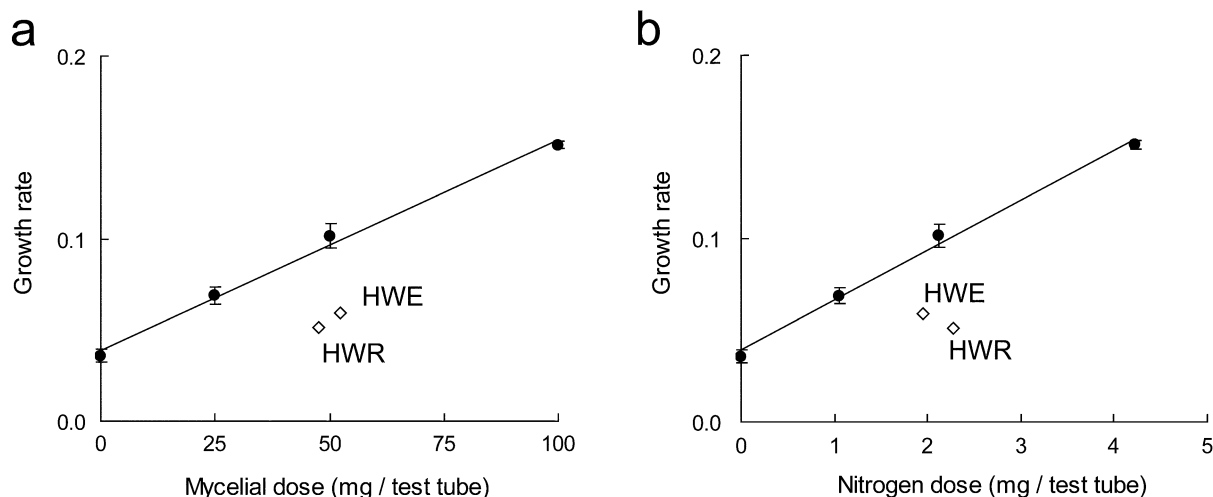 a
0.2
0.1
0.0
Growth rate
HWE
HWR
0 25 50 75 100
Mycelial dose (mg / test tube)
b
0.2
0.1
0.0
Growth rate
HWE
HWR
0 1 2 3 4 5
Nitrogen dose (mg / test tube)